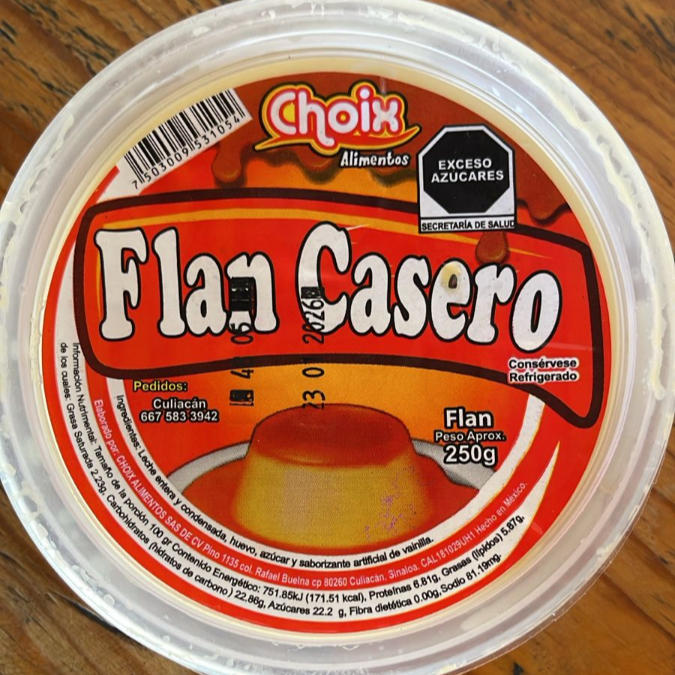 Choix
Alimentos
7 503009 531054
EXCESO
AZUCARES
SECRETARÍA DE SALUD
Flan Casero
23 01 2026
Consérvese
Refrigerado
Pedidos:
Culiacán
667 583 3942
Flan
Peso Aprox.
250g
Ingredientes: Leche entera y condensada, huevo, azúcar y saborizante artificial de vainilla.
Elaborado por: CHOIX ALIMENTOS SAS DE CV Pino 1135 col. Rafael Buelna cp 80260 Culiacán, Sinaloa. CAL181029UH1 Hecho en México.
Información Nutrimental: Tamaño de la porción 100 gr Contenido Energético: 751.85kJ (171.51 kcal), Proteínas 6.81g, Grasas (lípidos) 5.87g,
de los cuales: Grasa Saturada 2.23g, Carbohidratos (hidratos de carbono) 22.86g, Azúcares 22.2 g, Fibra dietética 0.00g, Sodio 81.19mg.